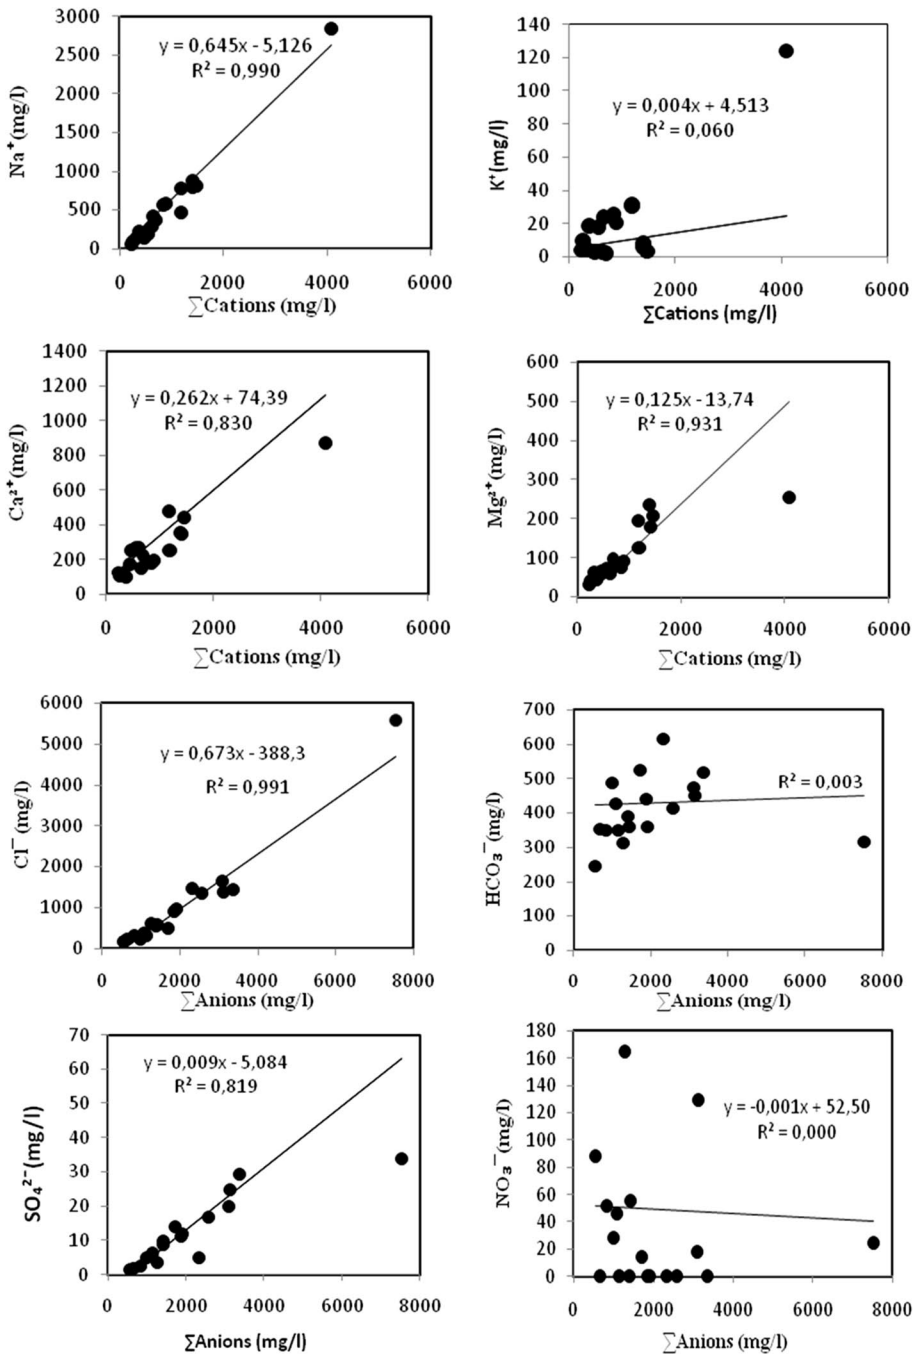 3000
2500
2000
1500
1000
500
0
Na⁺(mg/l)
y = 0,645x - 5,126
R² = 0,990
0 2000 4000 6000
∑Cations (mg/l)
140
120
100
80
60
40
20
0
K⁺(mg/l)
y = 0,004x + 4,513
R² = 0,060
0 2000 4000 6000
∑Cations (mg/l)
1400
1200
1000
800
600
400
200
0
Ca²⁺(mg/l)
y = 0,262x + 74,39
R² = 0,830
0 2000 4000 6000
∑Cations (mg/l)
600
500
400
300
200
100
0
Mg²⁺(mg/l)
y = 0,125x - 13,74
R² = 0,931
0 2000 4000 6000
∑Cations (mg/l)
6000
5000
4000
3000
2000
1000
0
Cl⁻(mg/l)
y = 0,673x - 388,3
R² = 0,991
0 2000 4000 6000 8000
∑Anions (mg/l)
700
600
500
400
300
200
100
0
HCO₃⁻(mg/l)
R² = 0,003
0 2000 4000 6000 8000
∑Anions (mg/l)
70
60
50
40
30
20
10
0
SO₄²⁻(mg/l)
y = 0,009x - 5,084
R² = 0,819
0 2000 4000 6000 8000
∑Anions (mg/l)
180
160
140
120
100
80
60
40
20
0
NO₃⁻(mg/l)
y = -0,001x + 52,50
R² = 0,000
0 2000 4000 6000 8000
∑Anions (mg/l)